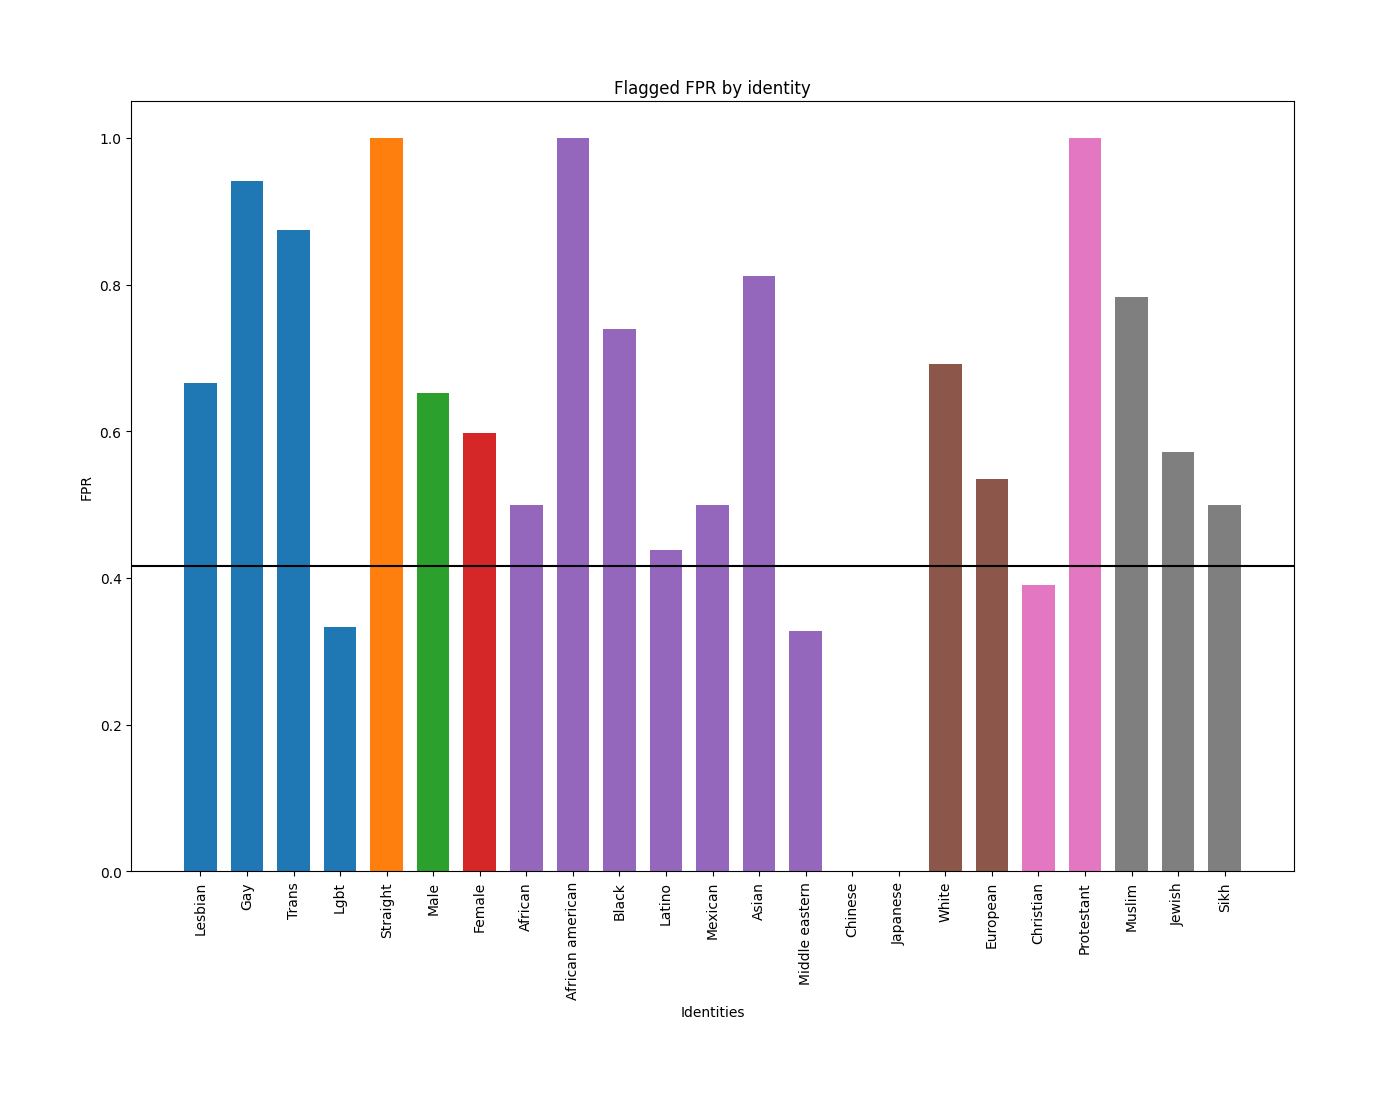 Flagged FPR by identity
1.0
0.8
0.6
0.4
0.2
0.0
FPR
Lesbian
Gay
Trans
Lgbt
Straight
Male
Female
African
African american
Black
Latino
Mexican
Asian
Middle eastern
Chinese
Japanese
White
European
Christian
Protestant
Muslim
Jewish
Sikh
Identities